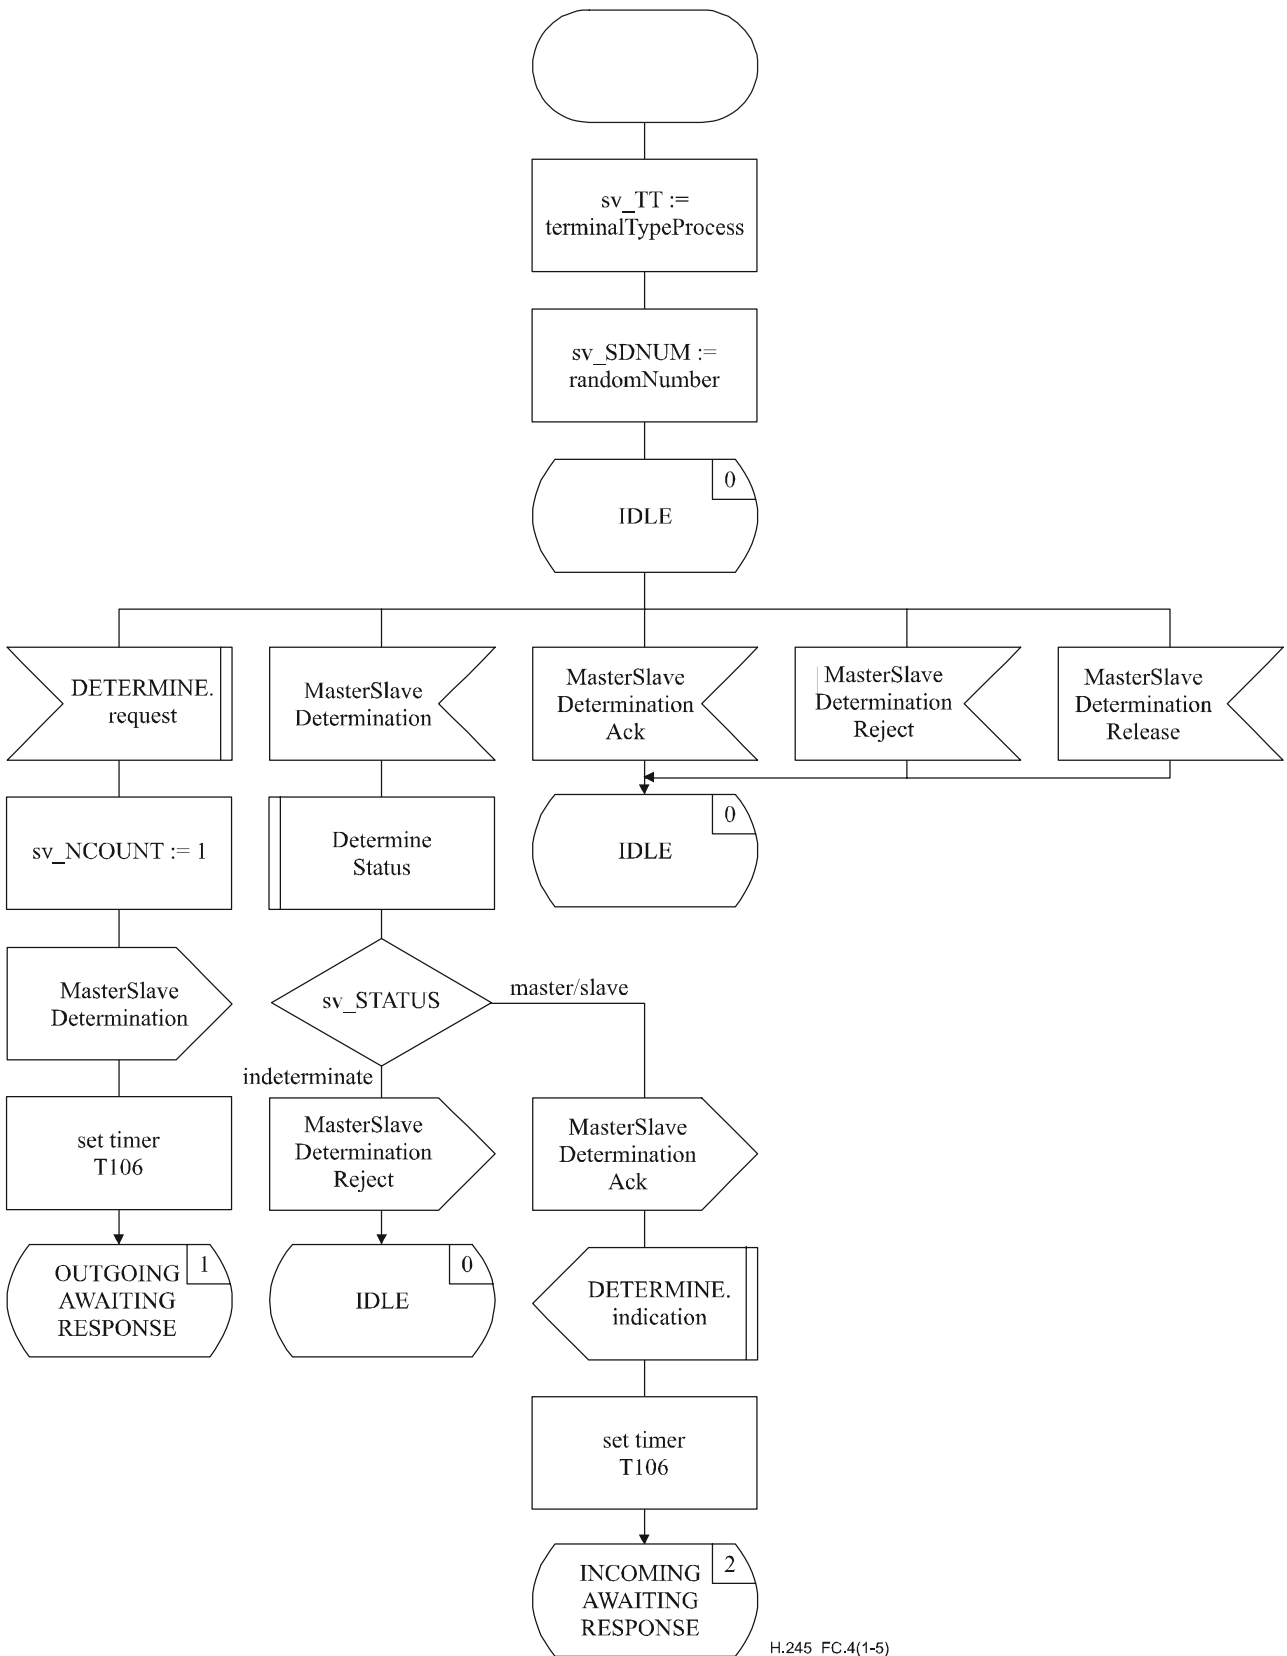 sv_TT :=
terminalTypeProcess
sv_SDNUM :=
randomNumber
0
IDLE
DETERMINE.
request
MasterSlave
Determination
MasterSlave
Determination
Ack
MasterSlave
Determination
Reject
MasterSlave
Determination
Release
sv_NCOUNT := 1
Determine
Status
0
IDLE
MasterSlave
Determination
sv_STATUS
master/slave
indeterminate
set timer
T106
MasterSlave
Determination
Reject
MasterSlave
Determination
Ack
1
OUTGOING
AWAITING
RESPONSE
0
IDLE
DETERMINE.
indication
set timer
T106
2
INCOMING
AWAITING
RESPONSE
H.245 FC.4(1-5)